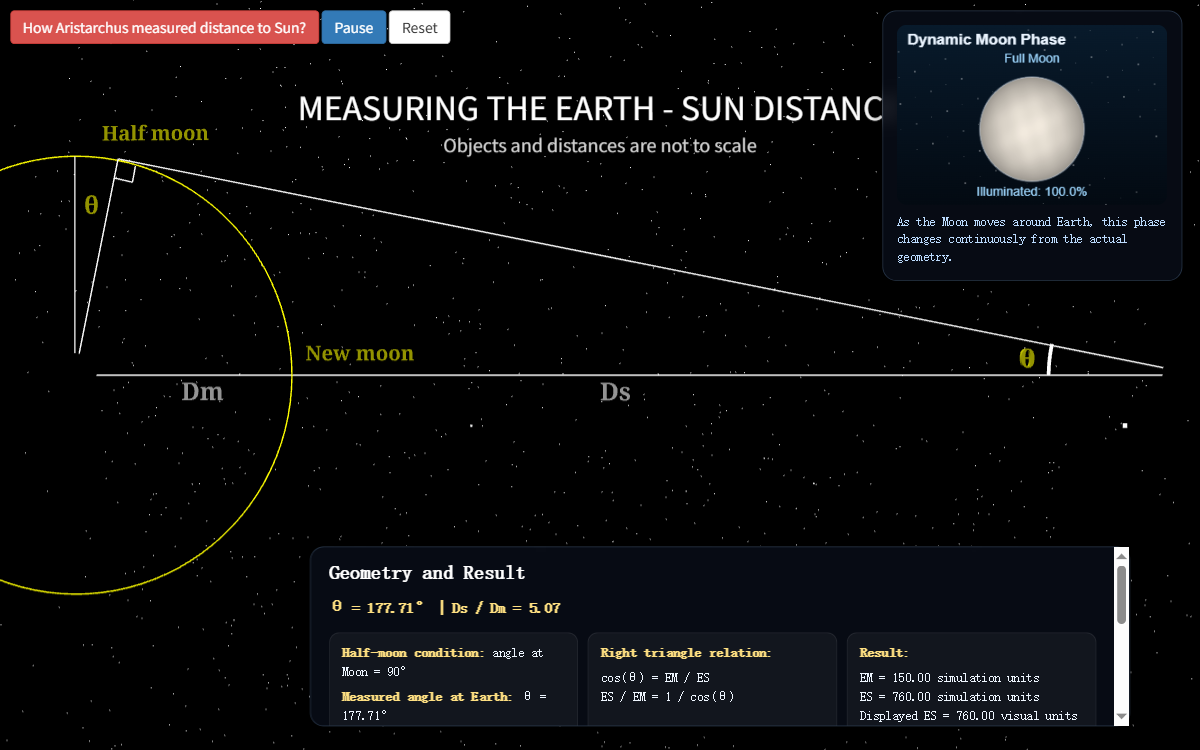 How Aristarchus measured distance to Sun?
Pause
Reset
Dynamic Moon Phase
Full Moon
Illuminated: 100.0%
As the Moon moves around Earth, this phase
changes continuously from the actual
geometry.
MEASURING THE EARTH - SUN DISTANC
Objects and distances are not to scale
Half moon
θ
New moon
θ
Dm
Ds
Geometry and Result
θ = 177.71° | Ds / Dm = 5.07
Half-moon condition: angle at
Moon = 90°
Measured angle at Earth: θ =
177.71°
Right triangle relation:
cos(θ) = EM / ES
ES / EM = 1 / cos(θ)
Result:
EM = 150.00 simulation units
ES = 760.00 simulation units
Displayed ES = 760.00 visual units